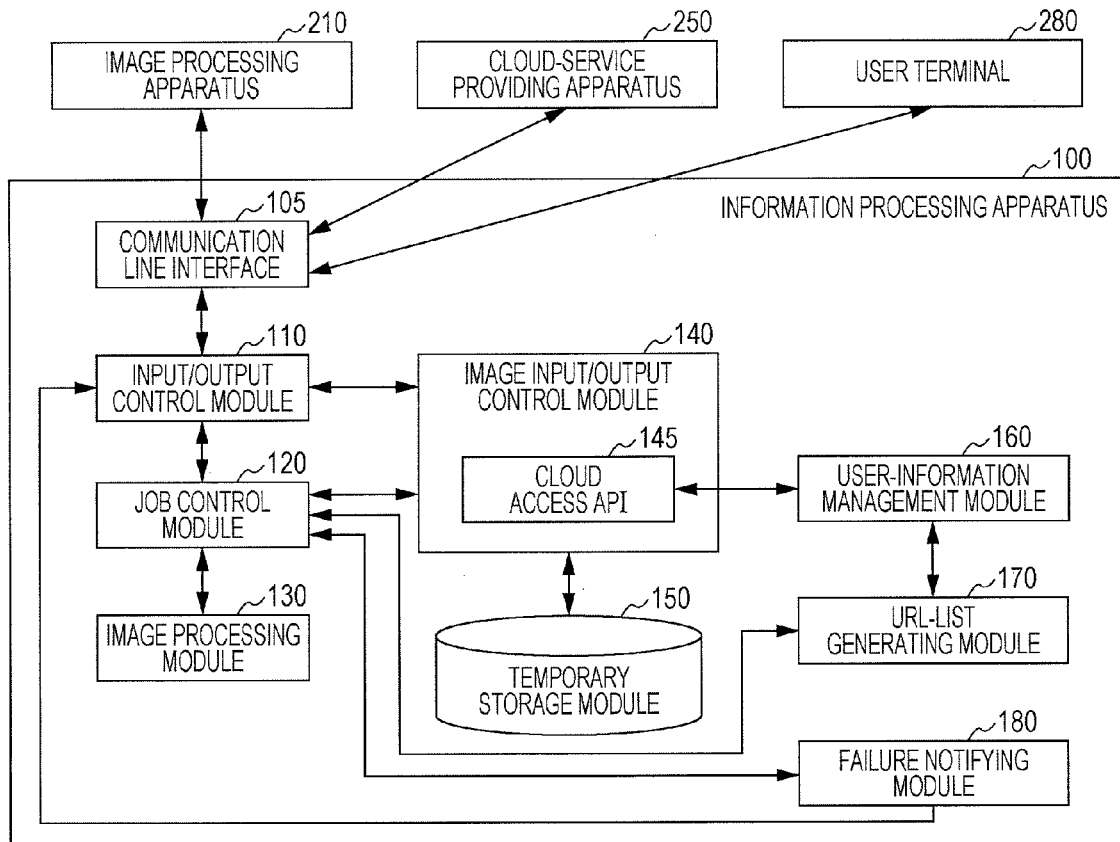 210
IMAGE PROCESSING
APPARATUS
250
CLOUD-SERVICE
PROVIDING APPARATUS
280
USER TERMINAL
100
INFORMATION PROCESSING APPARATUS
105
COMMUNICATION
LINE INTERFACE
110
INPUT/OUTPUT
CONTROL MODULE
140
IMAGE INPUT/OUTPUT
CONTROL MODULE
145
CLOUD
ACCESS API
160
USER-INFORMATION
MANAGEMENT MODULE
120
JOB CONTROL
MODULE
130
IMAGE PROCESSING
MODULE
150
TEMPORARY
STORAGE MODULE
170
URL-LIST
GENERATING MODULE
180
FAILURE NOTIFYING
MODULE